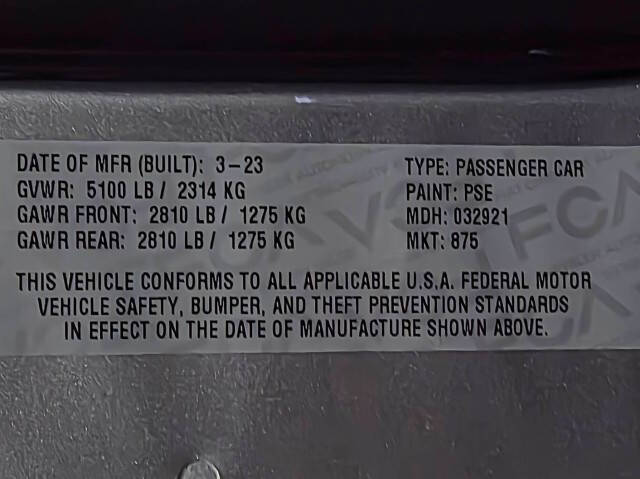 DATE OF MFR (BUILT): 3-23
GVWR: 5100 LB / 2314 KG
GAWR FRONT: 2810 LB / 1275 KG
GAWR REAR: 2810 LB / 1275 KG
TYPE: PASSENGER CAR
PAINT: PSE
MDH: 032921
MKT: 875
THIS VEHICLE CONFORMS TO ALL APPLICABLE U.S.A. FEDERAL MOTOR
VEHICLE SAFETY, BUMPER, AND THEFT PREVENTION STANDARDS
IN EFFECT ON THE DATE OF MANUFACTURE SHOWN ABOVE.
FCA